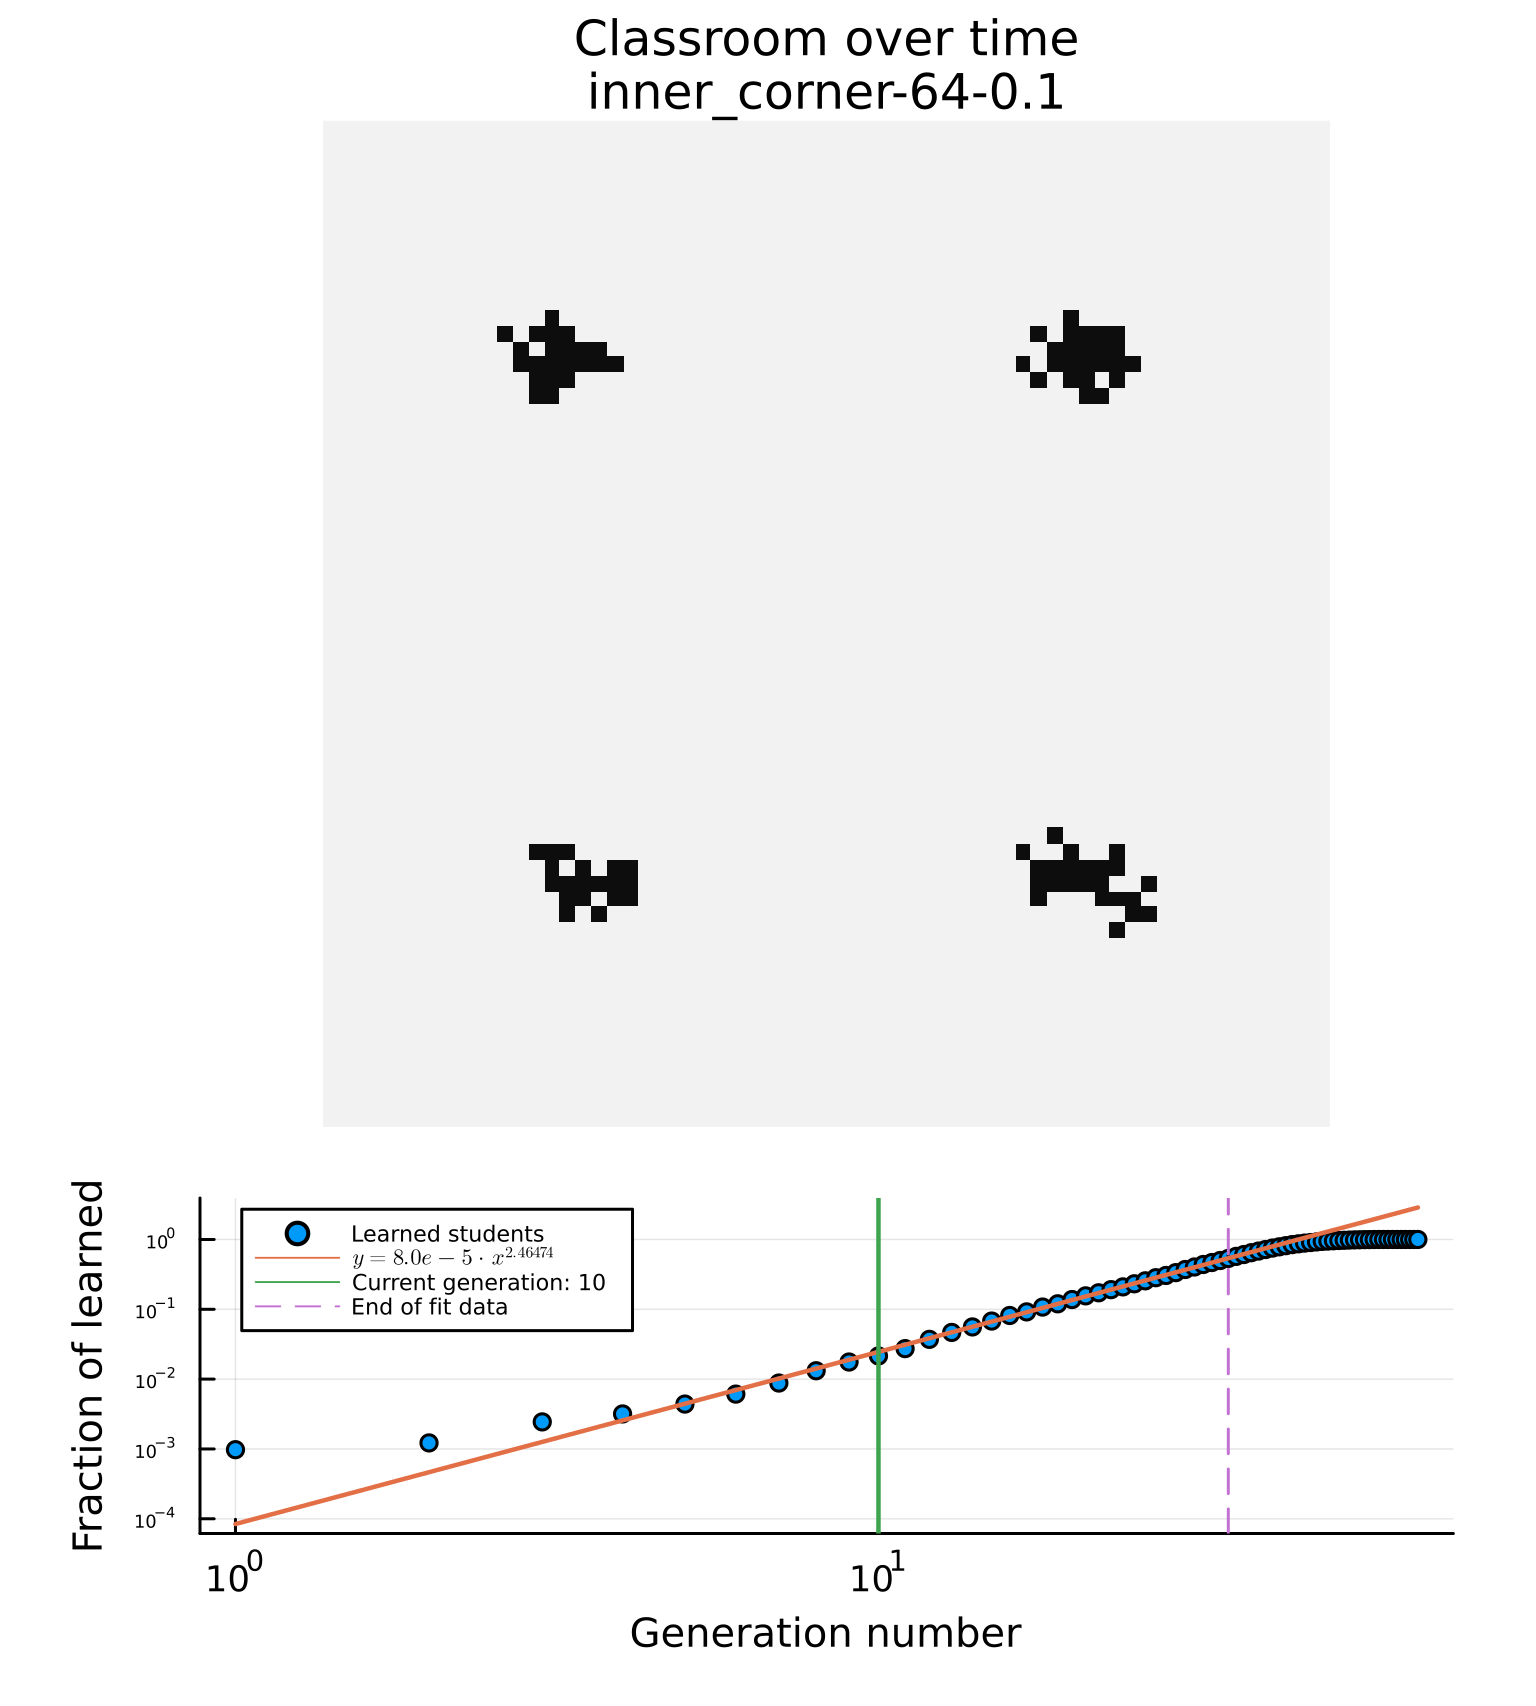 Classroom over time
inner_corner-64-0.1
Fraction of learned
10^0
10^−1
10^−2
10^−3
10^−4
Learned students
y = 8.0e − 5 · x^2.46474
Current generation: 10
End of fit data
10^0 10^1
Generation number